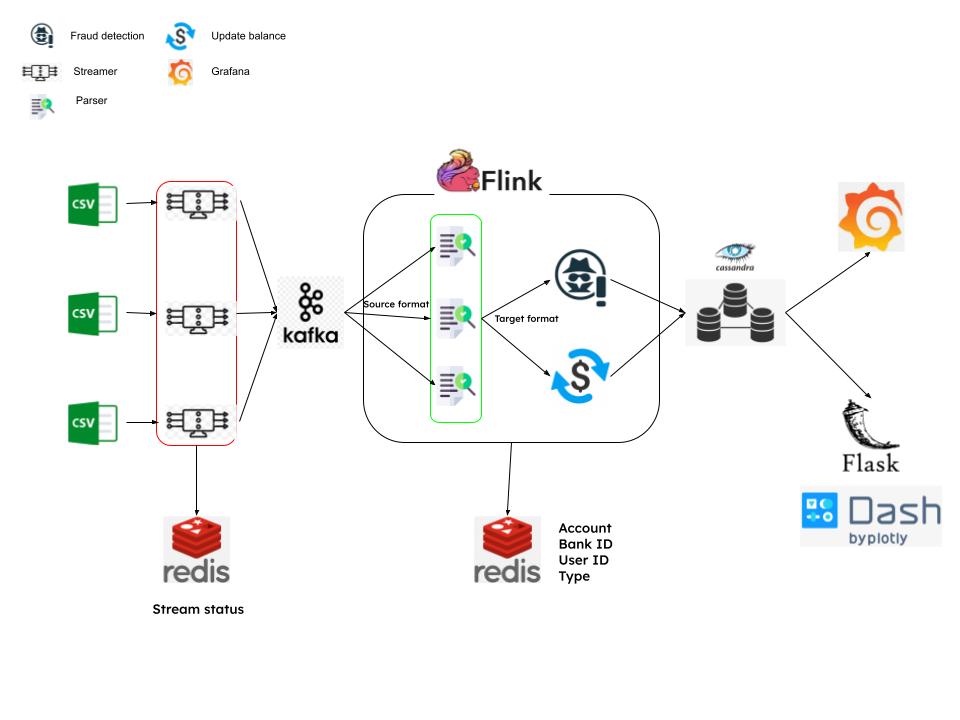 Fraud detection
Update balance
Streamer
Grafana
Parser
Flink
CSV
CSV
CSV
Source format
Target format
kafka
cassandra
Flask
Dash
by plotly
redis
Stream status
redis
Account
Bank ID
User ID
Type